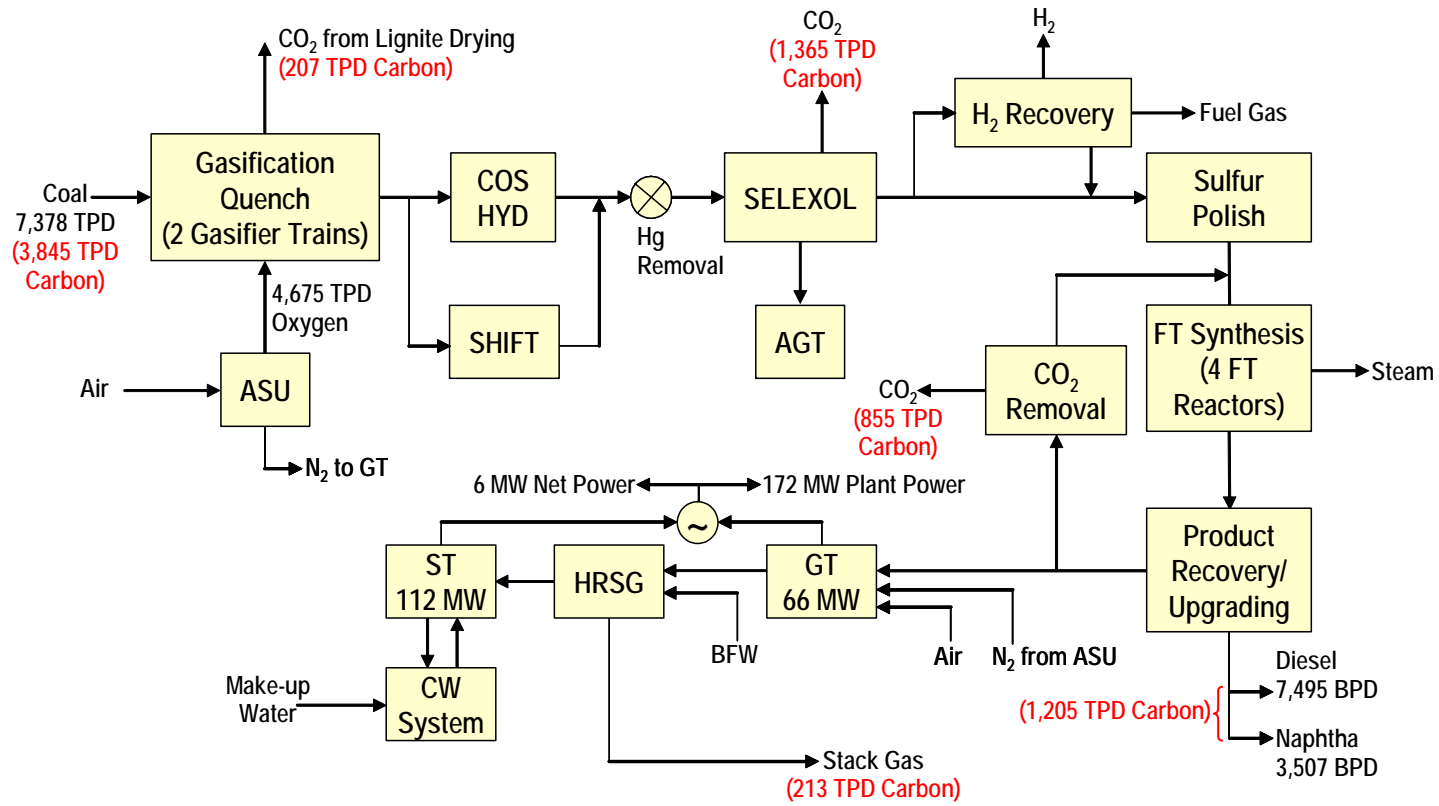 CO₂ from Lignite Drying
(207 TPD Carbon)
CO₂
(1,365 TPD
Carbon)
H₂
H₂ Recovery
Fuel Gas
Coal
7,378 TPD
(3,845 TPD
Carbon)
Gasification
Quench
(2 Gasifier Trains)
COS
HYD
Hg
Removal
SELEXOL
Sulfur
Polish
4,675 TPD
Oxygen
SHIFT
AGT
Air
ASU
N₂ to GT
CO₂
(855 TPD
Carbon)
CO₂
Removal
FT Synthesis
(4 FT
Reactors)
Steam
6 MW Net Power
172 MW Plant Power
~
ST
112 MW
HRSG
GT
66 MW
Product
Recovery/
Upgrading
BFW
Air
N₂ from ASU
Make-up
Water
CW
System
Diesel
7,495 BPD
(1,205 TPD Carbon)
Naphtha
3,507 BPD
Stack Gas
(213 TPD Carbon)